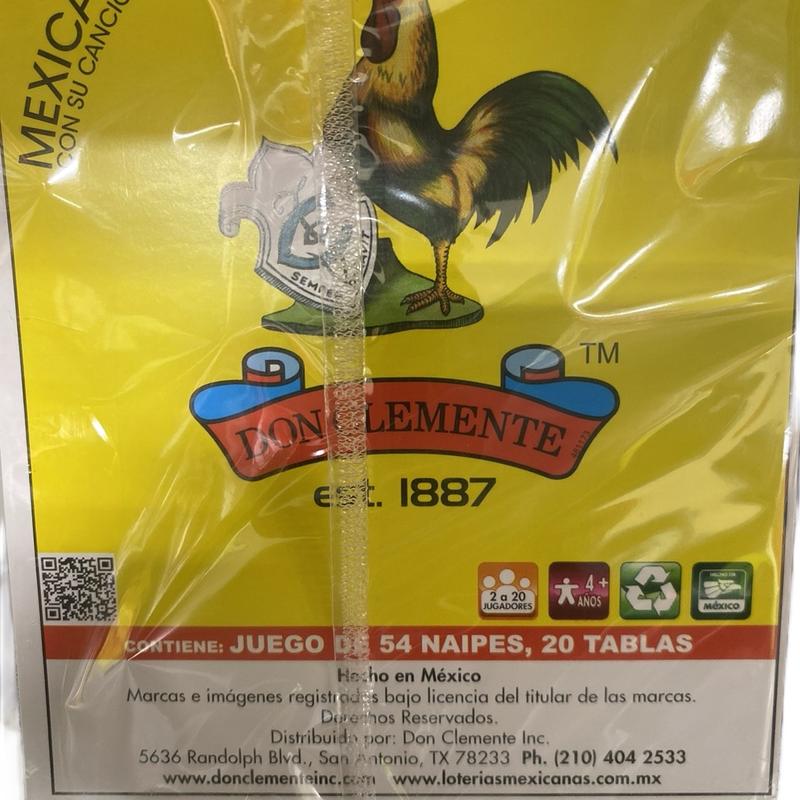 MEXICA
CON SU CANCIO
SEMPER
DON CLEMENTE
TM
est. 1887
2 a 20
JUGADORES
4+
AÑOS
HECHO EN
MÉXICO
CONTIENE: JUEGO DE 54 NAIPES, 20 TABLAS
Hecho en México
Marcas e imágenes registradas bajo licencia del titular de las marcas.
Derechos Reservados.
Distribuido por: Don Clemente Inc.
5636 Randolph Blvd., San Antonio, TX 78233 Ph. (210) 404 2533
www.donclementeinc.com www.loteriasmexicanas.com.mx